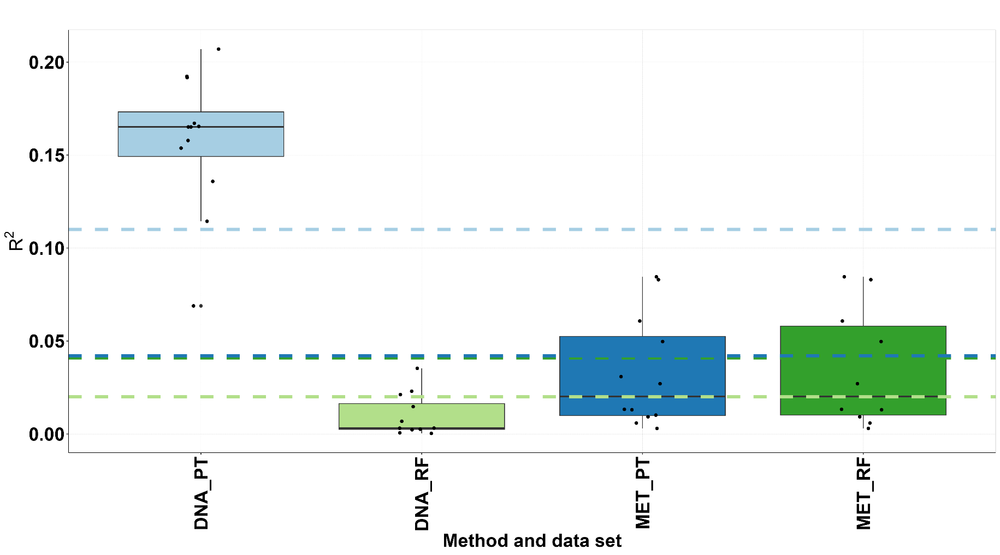 0.20
0.15
0.10
0.05
0.00
R²
DNA_PT
DNA_RF
MET_PT
MET_RF
Method and data set